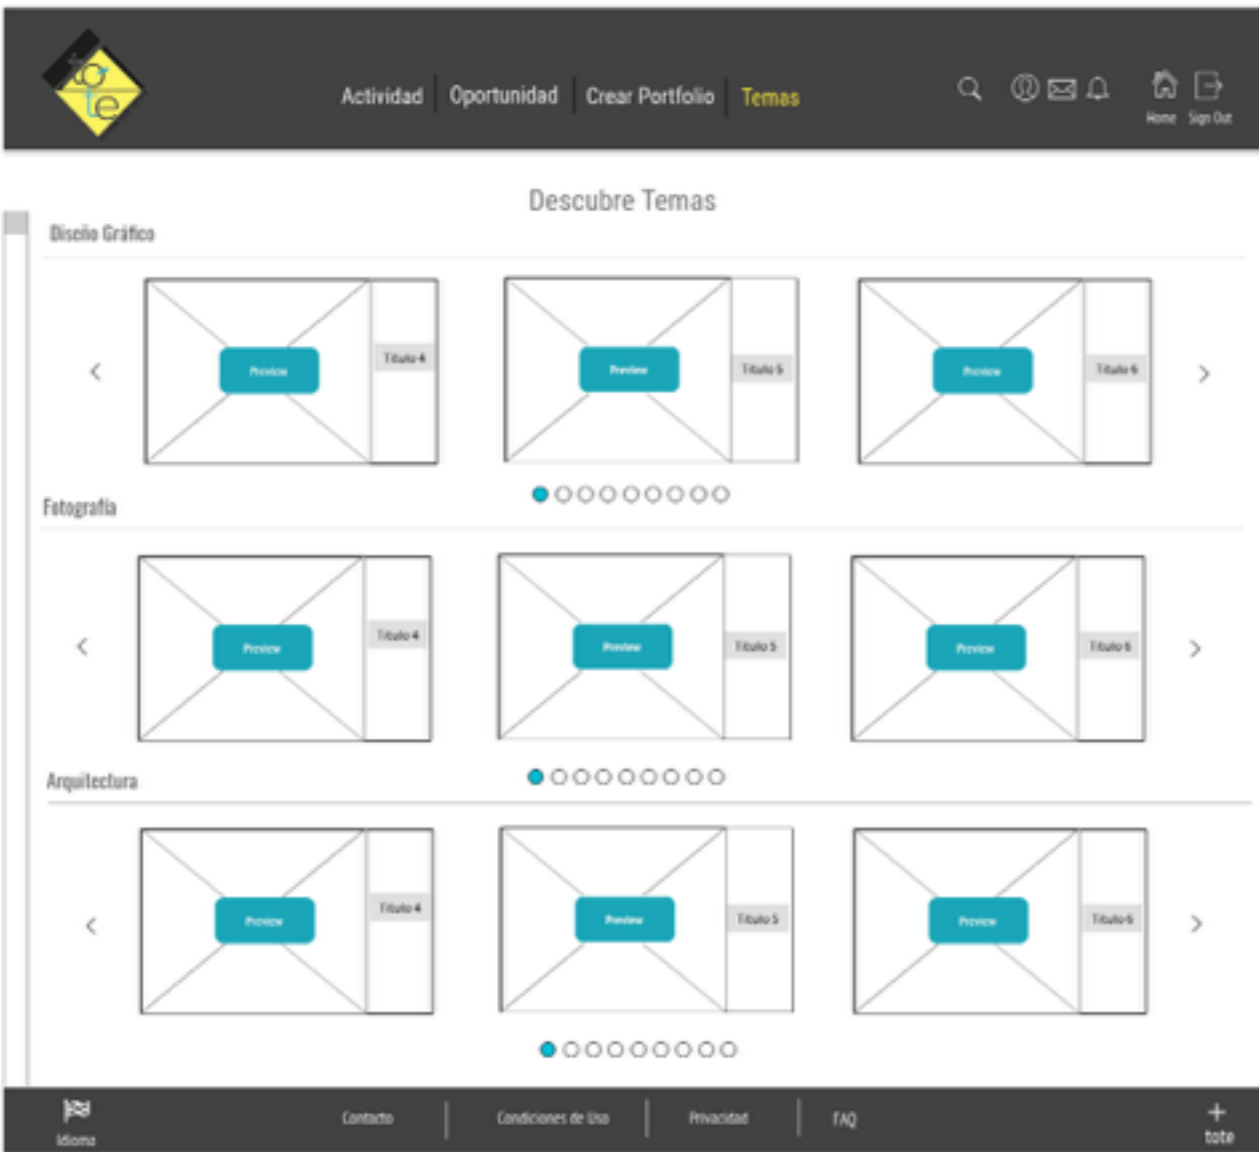 to
te
Actividad
Oportunidad
Crear Portfolio
Temas
Home
Sign Out
Descubre Temas
Diseño Gráfico
Preview
Titulo 4
Preview
Titulo 5
Preview
Titulo 6
Fotografía
Preview
Titulo 4
Preview
Titulo 5
Preview
Titulo 6
Arquitectura
Preview
Titulo 4
Preview
Titulo 5
Preview
Titulo 6
Idioma
Contacto
Condiciones de Uso
Privacidad
FAQ
+
tote